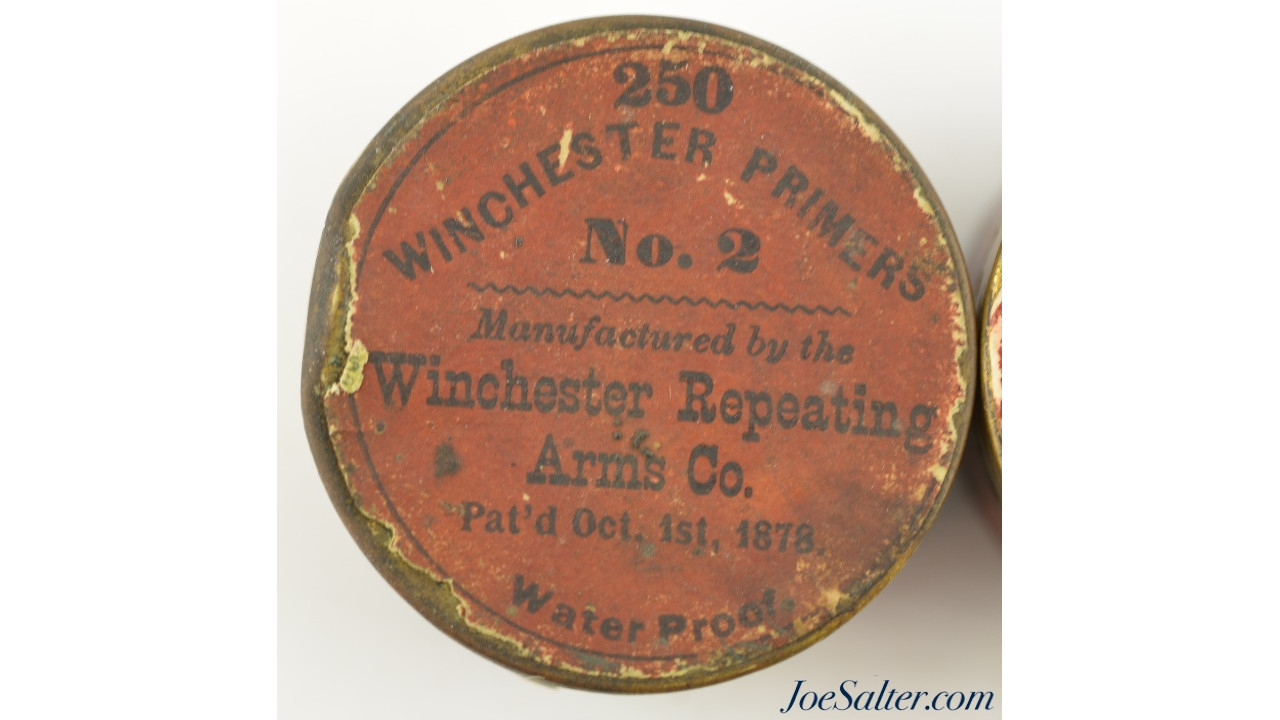 250
WINCHESTER PRIMERS
No. 2
Manufactured by the
Winchester Repeating
Arms Co.
Pat'd Oct. 1st, 1878.
Water Proof.
JoeSalter.com